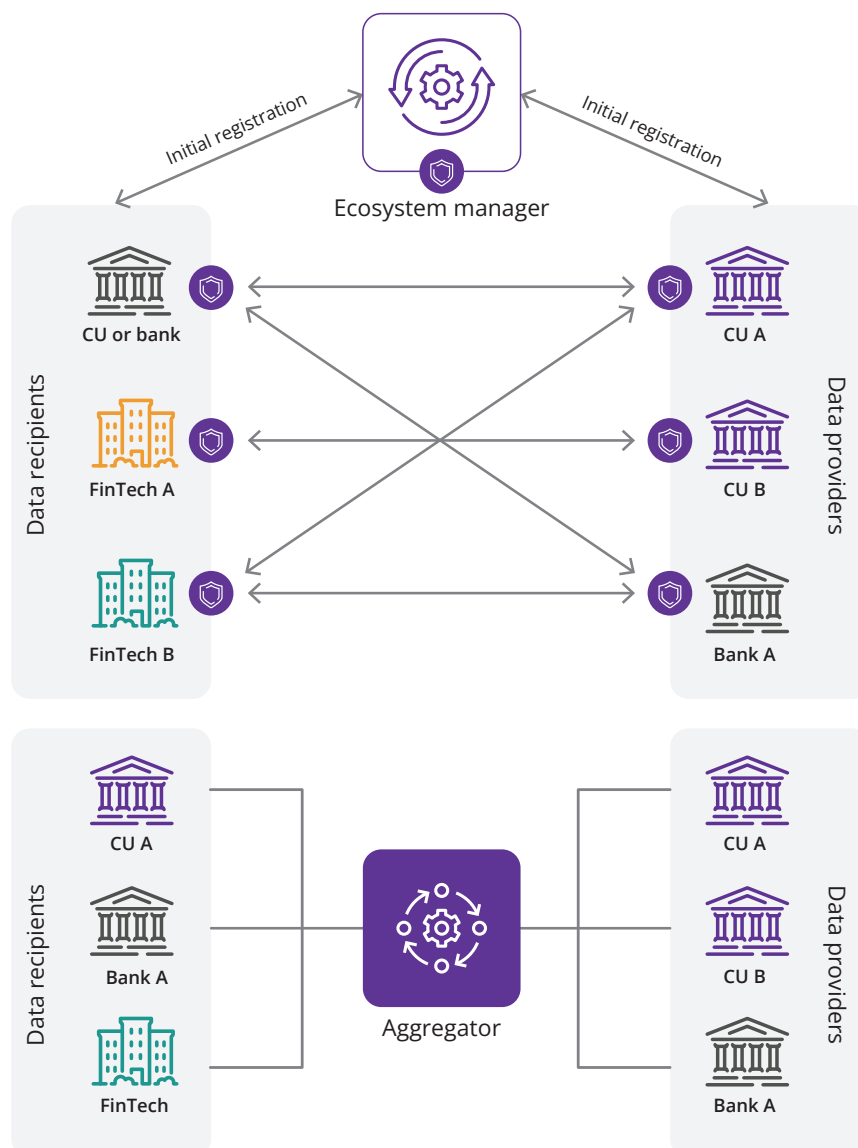 Initial registration
Initial registration
Ecosystem manager
Data recipients
CU or bank
FinTech A
FinTech B
CU A
CU B
Bank A
Data providers
Data recipients
CU A
Bank A
FinTech
Aggregator
CU A
CU B
Bank A
Data providers